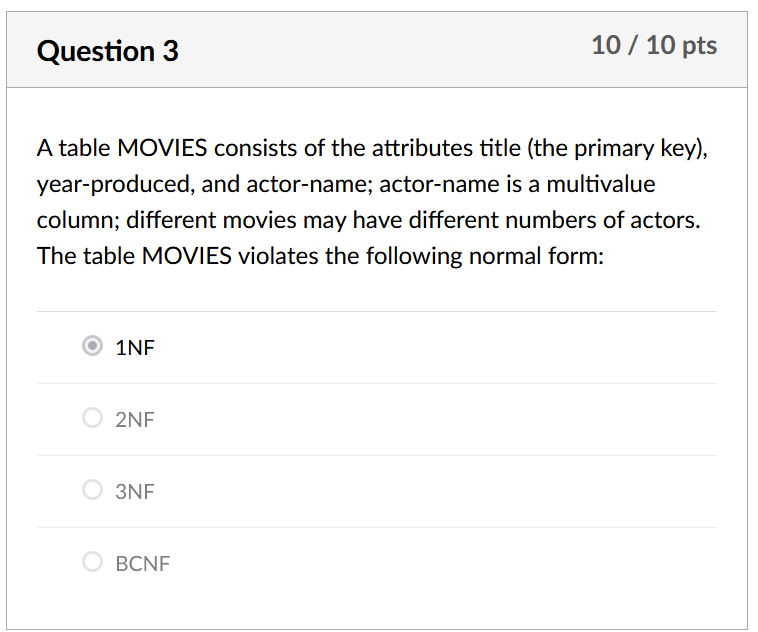 Question 3
10 / 10 pts
A table MOVIES consists of the attributes title (the primary key),
year-produced, and actor-name; actor-name is a multivalue
column; different movies may have different numbers of actors.
The table MOVIES violates the following normal form:
1NF
2NF
3NF
BCNF